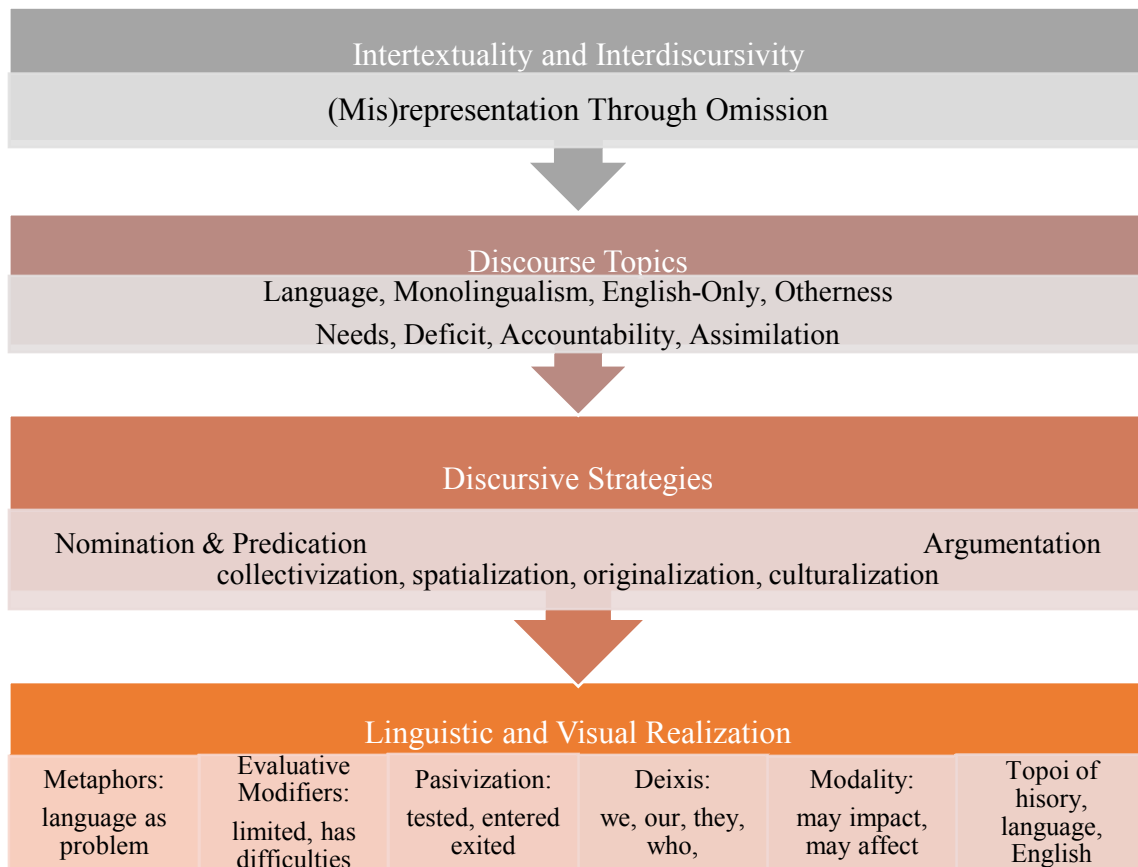 Intertextuality and Interdiscursivity
(Mis)representation Through Omission
Discourse Topics
Language, Monolingualism, English-Only, Otherness
Needs, Deficit, Accountability, Assimilation
Discursive Strategies
Nomination & Predication Argumentation
collectivization, spatialization, originalization, culturalization
Linguistic and Visual Realization
Metaphors:
language as
problem
Evaluative
Modifiers:
limited, has
difficulties
Pasivization:
tested, entered
exited
Deixis:
we, our, they,
who,
Modality:
may impact,
may affect
Topoi of
hisory,
language,
English